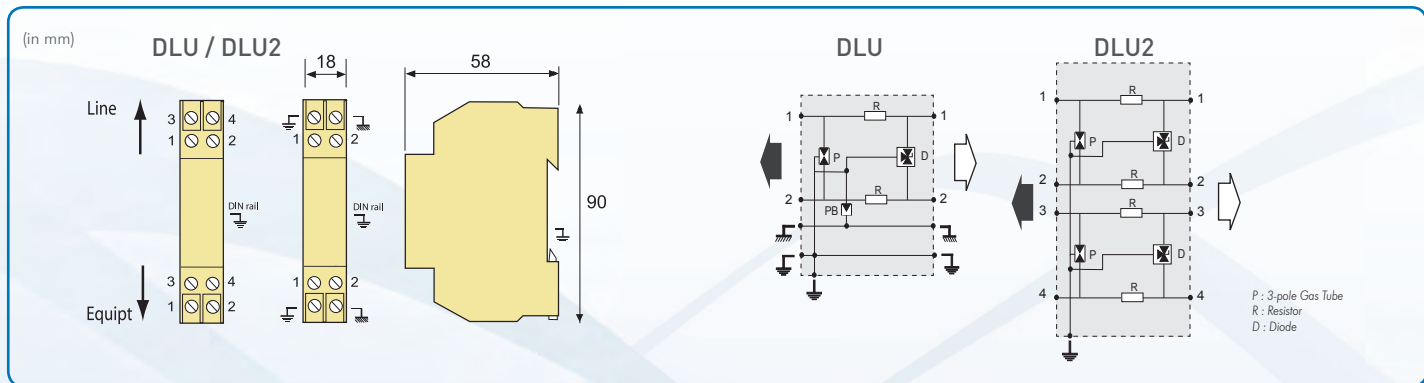 (in mm)
DLU / DLU2
18
58
90
Line
Equipt
3 4
1 2
3 4
1 2
DIN rail
1 2
1 2
DIN rail
DLU
1 R 1
P D
2 R 2
PB
DLU2
1 R 1
P D
2 R 2
3 R 3
P D
4 R 4
P : 3-pole Gas Tube
R : Resistor
D : Diode